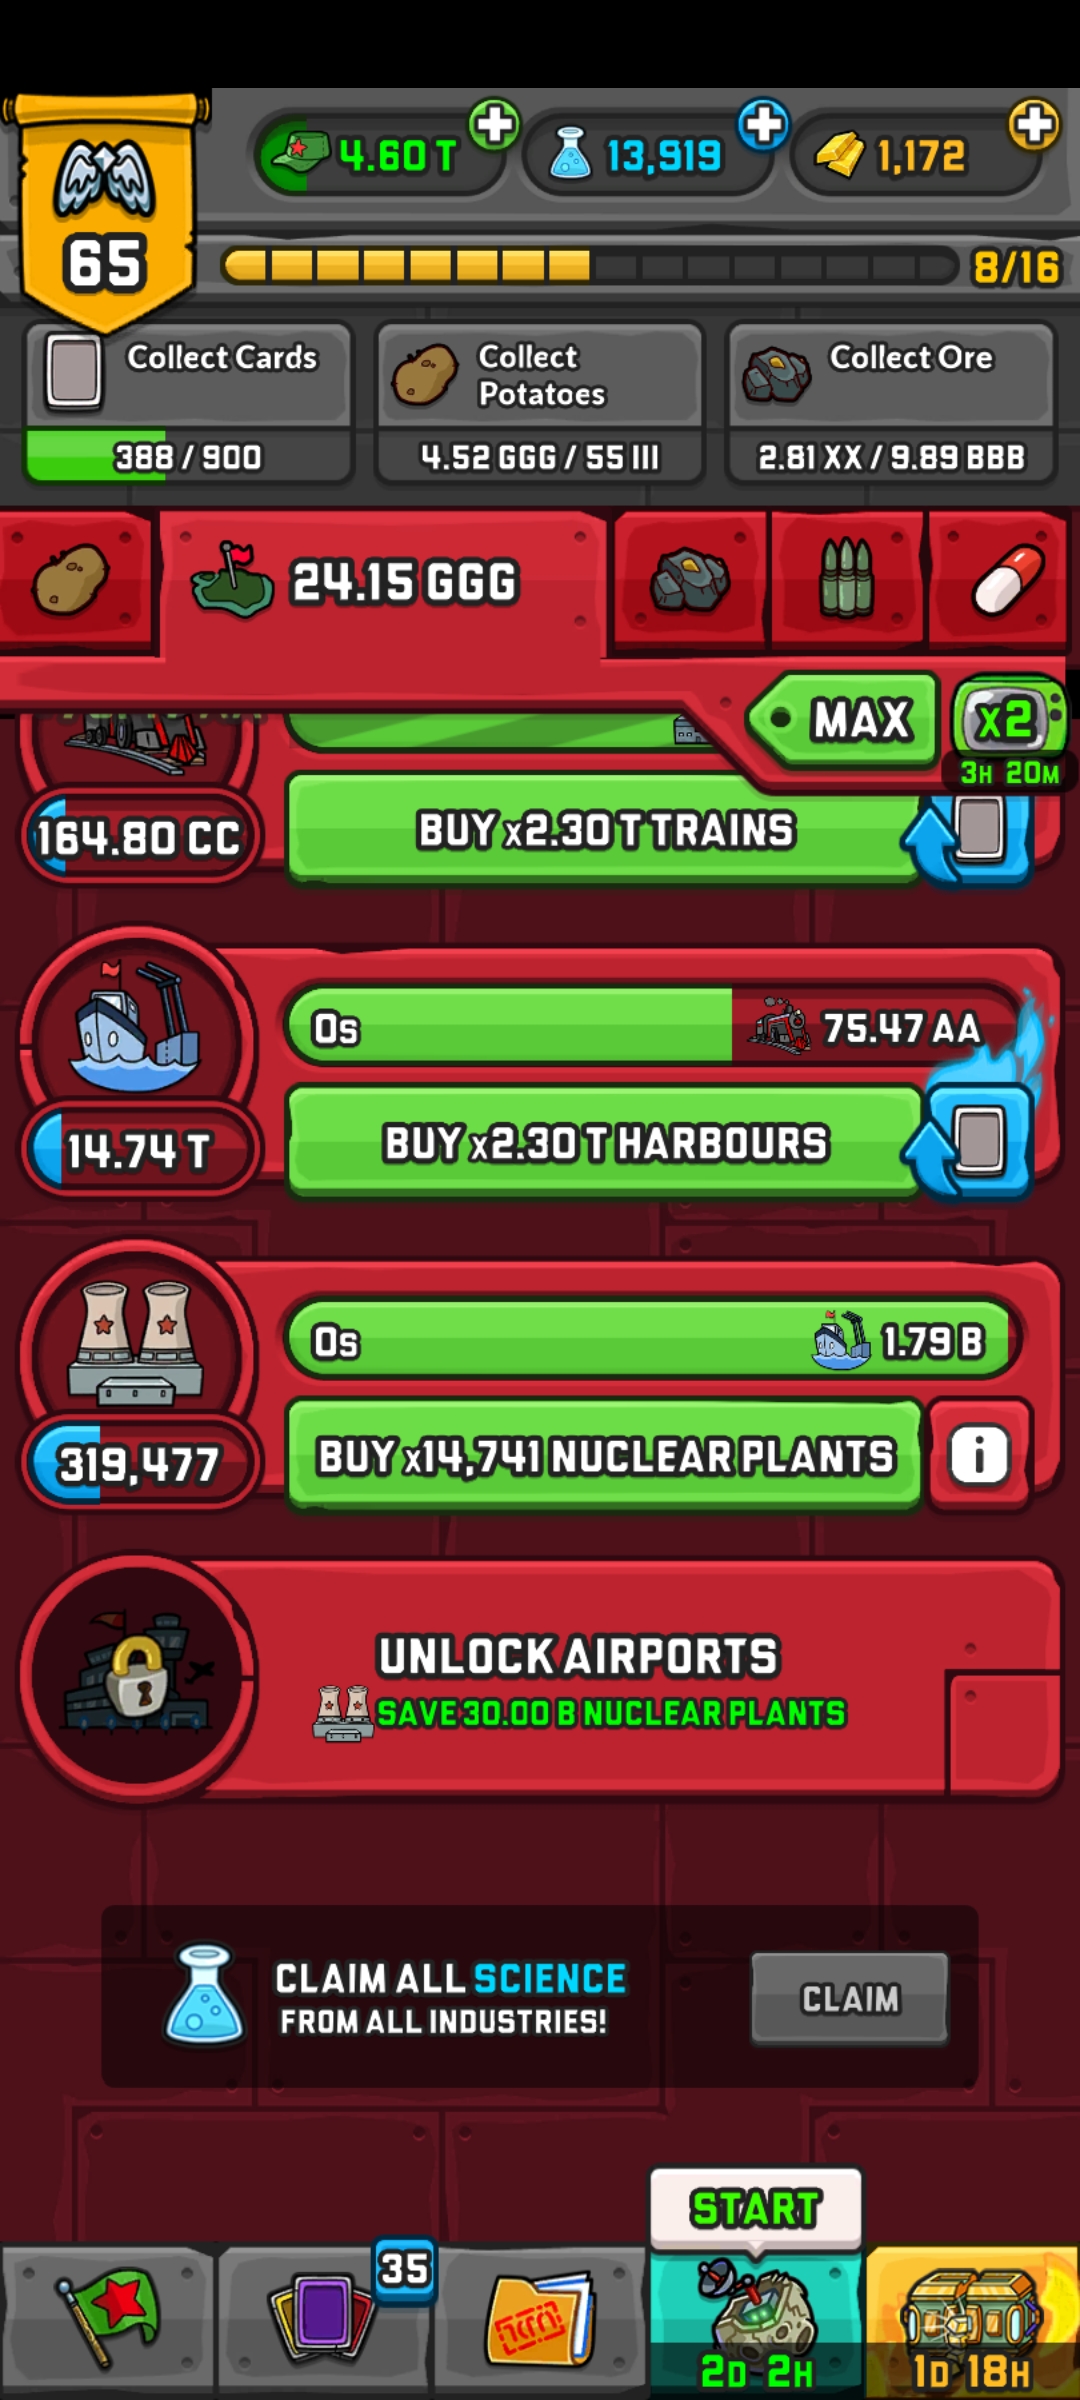 4.60 T
13,919
1,172
65
8/16
Collect Cards
388 / 900
Collect
Potatoes
4.52 GGG / 55 III
Collect Ore
2.81 XX / 9.89 BBB
24.15 GGG
MAX
x2
3H 20M
164.80 CC
BUY x2.30 T TRAINS
0s
75.47 AA
14.74 T
BUY x2.30 T HARBOURS
0s
1.79 B
319,477
BUY x14,741 NUCLEAR PLANTS
i
UNLOCK AIRPORTS
SAVE 30.00 B NUCLEAR PLANTS
CLAIM ALL SCIENCE
FROM ALL INDUSTRIES!
CLAIM
START
35
2D 2H
1D 18H